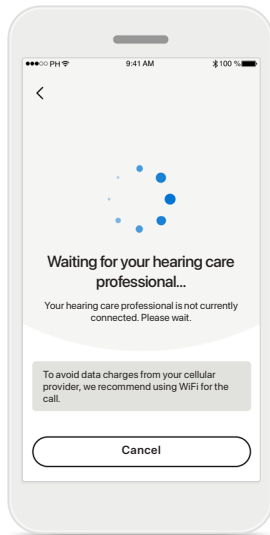 PH 9:41 AM 100 %
Waiting for your hearing care
professional...
Your hearing care professional is not currently
connected. Please wait.
To avoid data charges from your cellular
provider, we recommend using WiFi for the
call.
Cancel